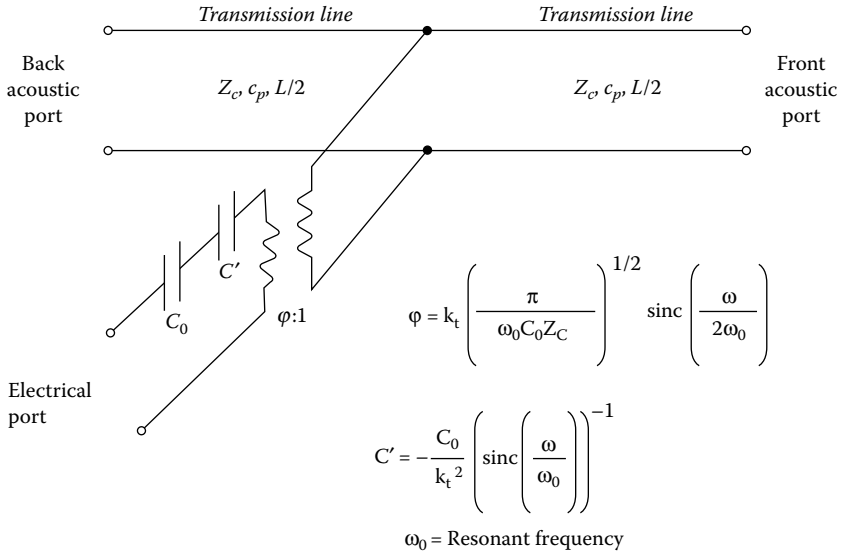 Transmission line
Transmission line
Back
acoustic
port
Z_c, c_p, L/2
Z_c, c_p, L/2
Front
acoustic
port
C′
C_0
φ:1
Electrical
port
φ = k_t (π / ω_0C_0Z_C)^{1/2} sinc (ω / 2ω_0)
C′ = −C_0 / k_t^2 (sinc (ω / ω_0))^{−1}
ω_0 = Resonant frequency